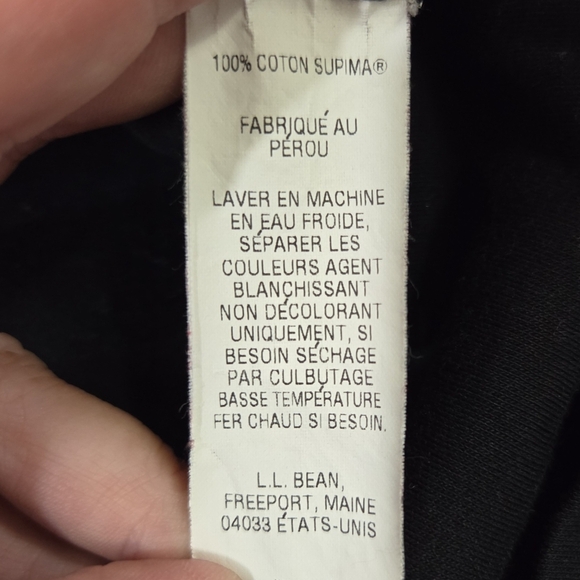 100% COTON SUPIMA®
FABRIQUÉ AU
PÉROU
LAVER EN MACHINE
EN EAU FROIDE,
SÉPARER LES
COULEURS AGENT
BLANCHISSANT
NON DÉCOLORANT
UNIQUEMENT, SI
BESOIN SÉCHAGE
PAR CULBUTAGE
BASSE TEMPÉRATURE
FER CHAUD SI BESOIN.
L.L. BEAN,
FREEPORT, MAINE
04033 ÉTATS-UNIS